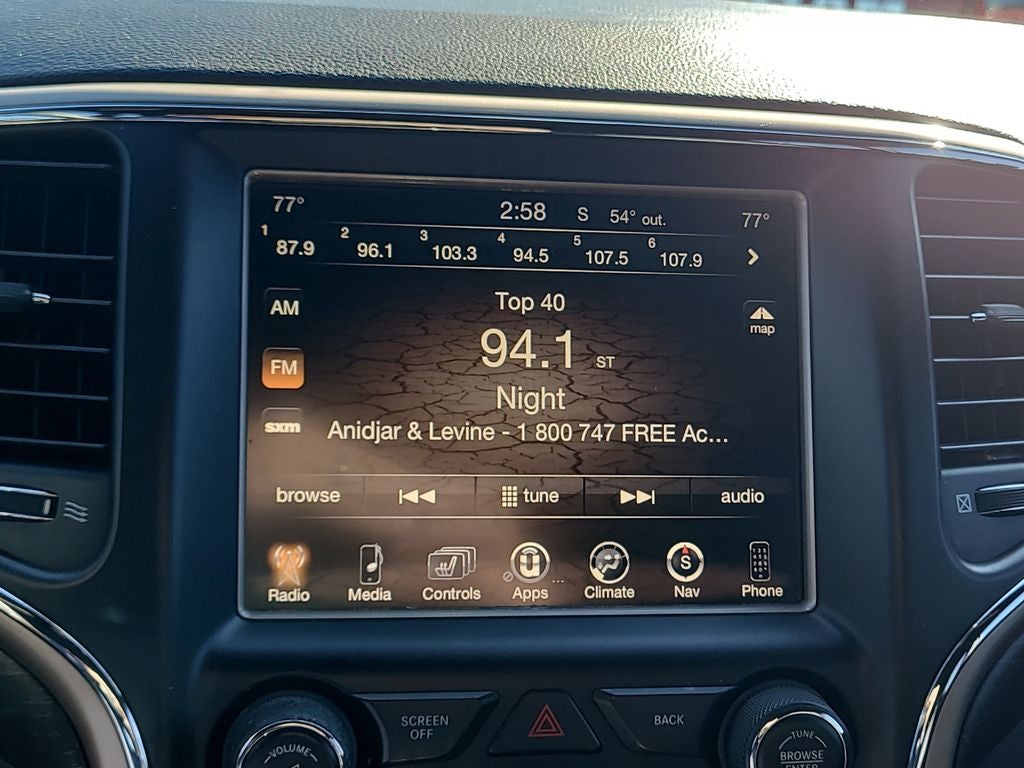 77° 2:58 S 54° out. 77°
1 87.9 2 96.1 3 103.3 4 94.5 5 107.5 6 107.9
AM
Top 40
map
94.1 ST
FM
Night
sxm
Anidjar & Levine - 1 800 747 FREE Ac...
browse tune audio
S
Radio Media Controls Apps ... Climate Nav Phone
SCREEN OFF
BACK
VOLUME
TUNE
BROWSE
ENTER